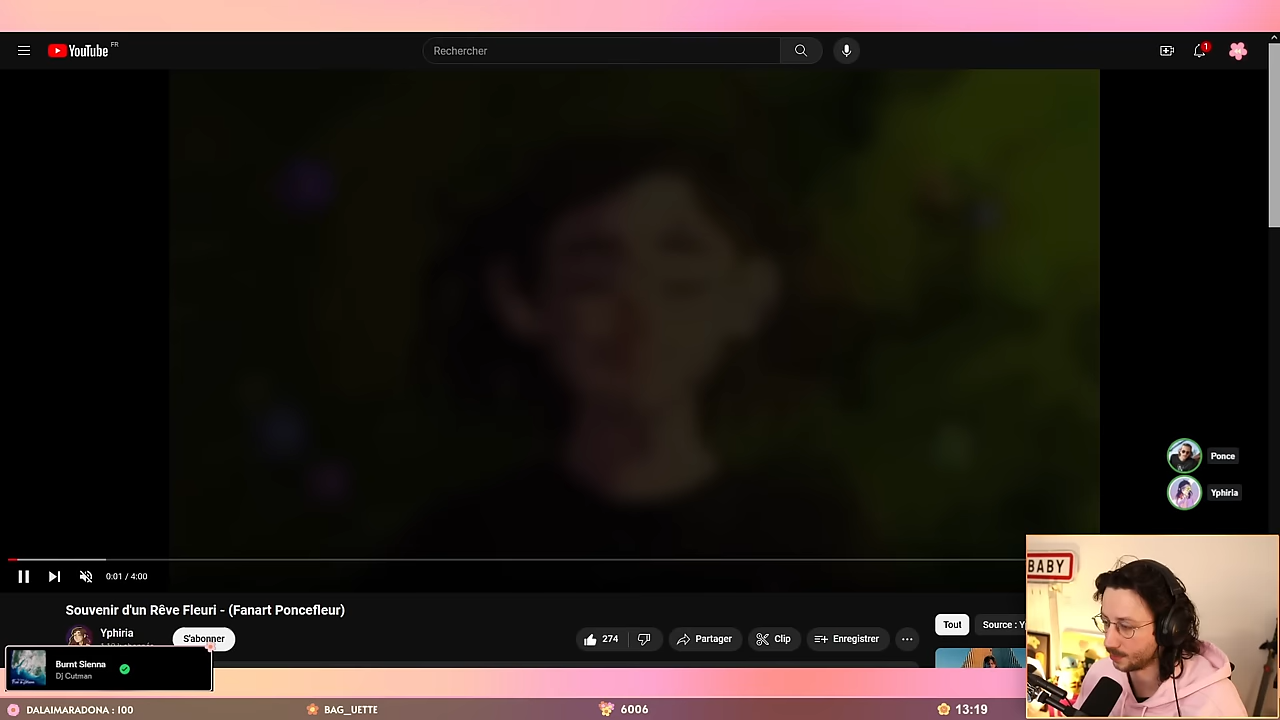 YouTube FR
Rechercher
1
Ponce
Yphiria
0:01 / 4:00
BABY
Souvenir d'un Rêve Fleuri - (Fanart Poncefleur)
Yphiria
S'abonner
274
Partager
Clip
Enregistrer
Tout
Source :
Burnt Sienna
DJ Cutman
DALAIMARADONA : 100
BAG_UETTE
6006
13:19